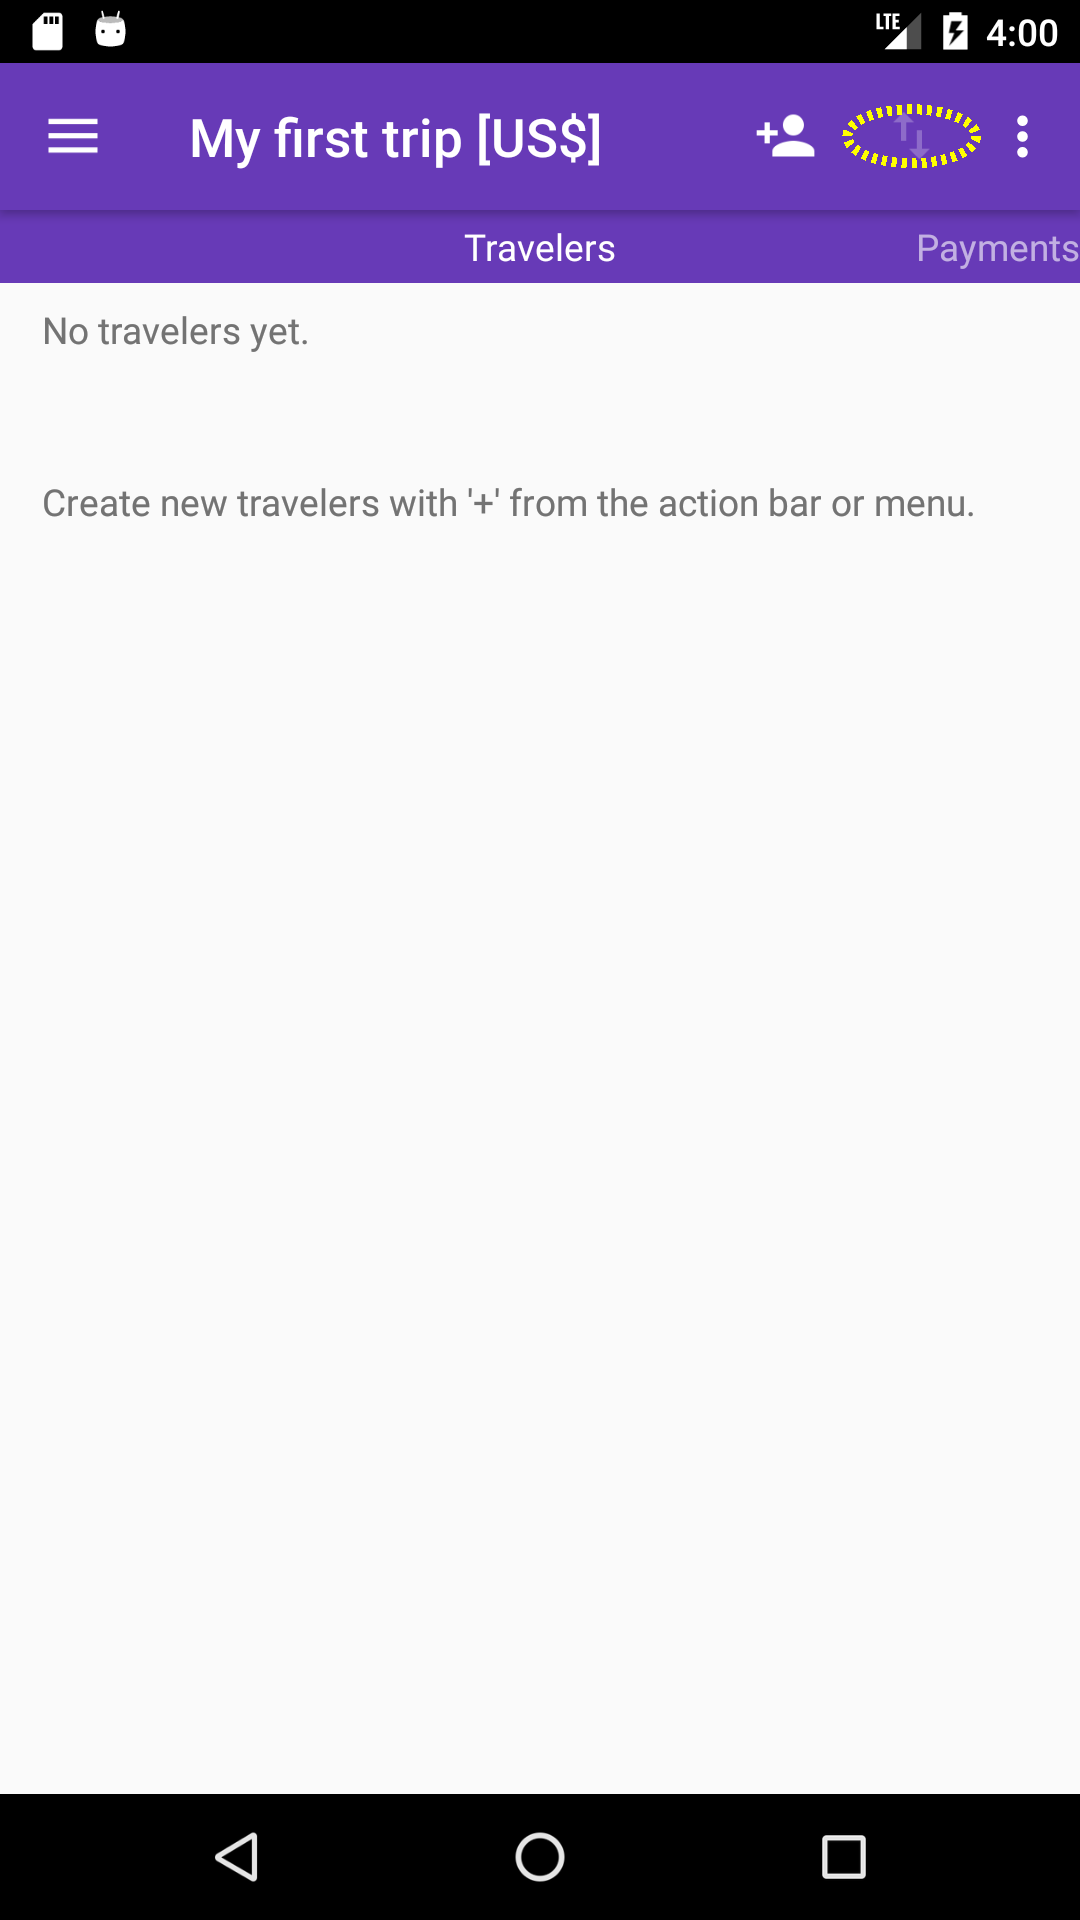 LTE 4:00
My first trip [US$]
Travelers Payments
No travelers yet.
Create new travelers with '+' from the action bar or menu.